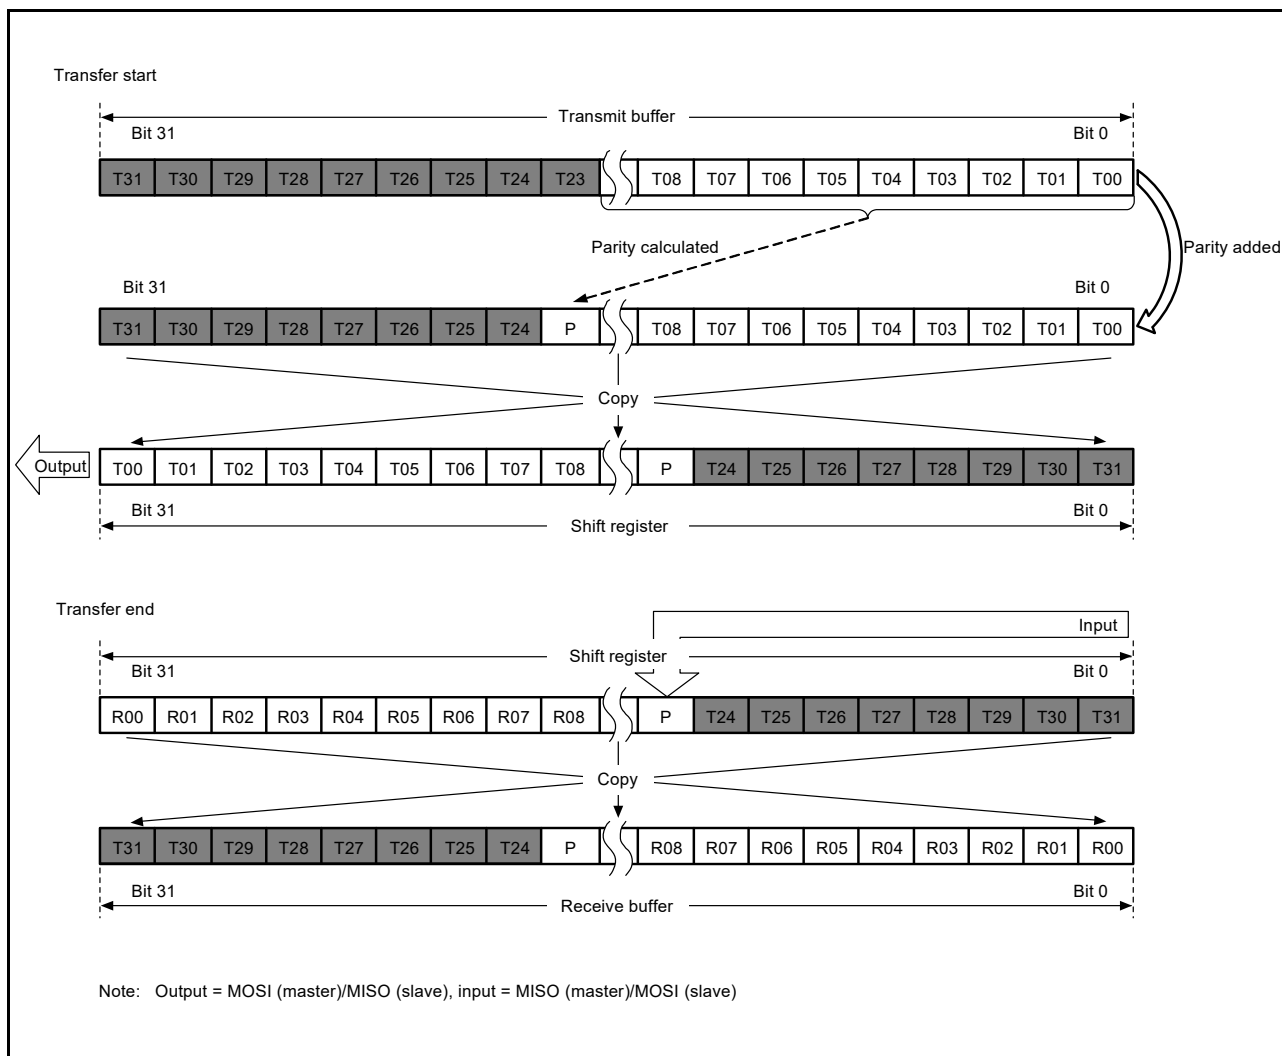 Transfer start
Transmit buffer
Bit 31 Bit 0
T31 T30 T29 T28 T27 T26 T25 T24 T23 T08 T07 T06 T05 T04 T03 T02 T01 T00
Parity calculated Parity added
Bit 31 Bit 0
T31 T30 T29 T28 T27 T26 T25 T24 P T08 T07 T06 T05 T04 T03 T02 T01 T00
Copy
Output T00 T01 T02 T03 T04 T05 T06 T07 T08 P T24 T25 T26 T27 T28 T29 T30 T31
Bit 31 Bit 0
Shift register
Transfer end
Input
Shift register
Bit 31 Bit 0
R00 R01 R02 R03 R04 R05 R06 R07 R08 P T24 T25 T26 T27 T28 T29 T30 T31
Copy
T31 T30 T29 T28 T27 T26 T25 T24 P R08 R07 R06 R05 R04 R03 R02 R01 R00
Bit 31 Bit 0
Receive buffer
Note: Output = MOSI (master)/MISO (slave), input = MISO (master)/MOSI (slave)